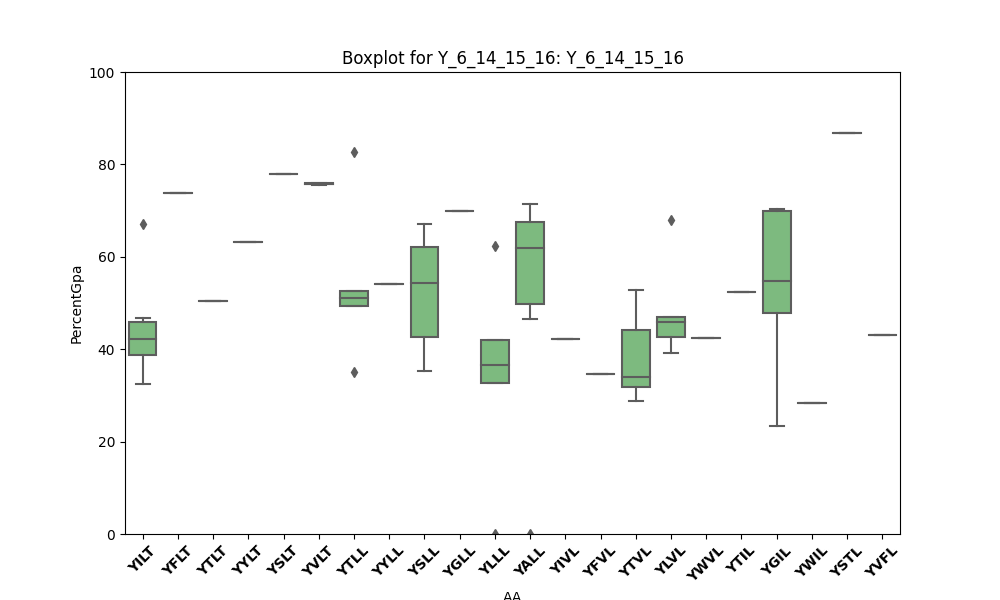 Boxplot for Y_6_14_15_16: Y_6_14_15_16
PercentGpa
100
80
60
40
20
0
YILT YFLT YTLT YYLT YSLT YVLT YTLL YYLL YSLL YGLL YLLL YALL YIVL YFVL YTVL YLVL YWVL YTIL YGIL YWIL YSTL YVFL
AA